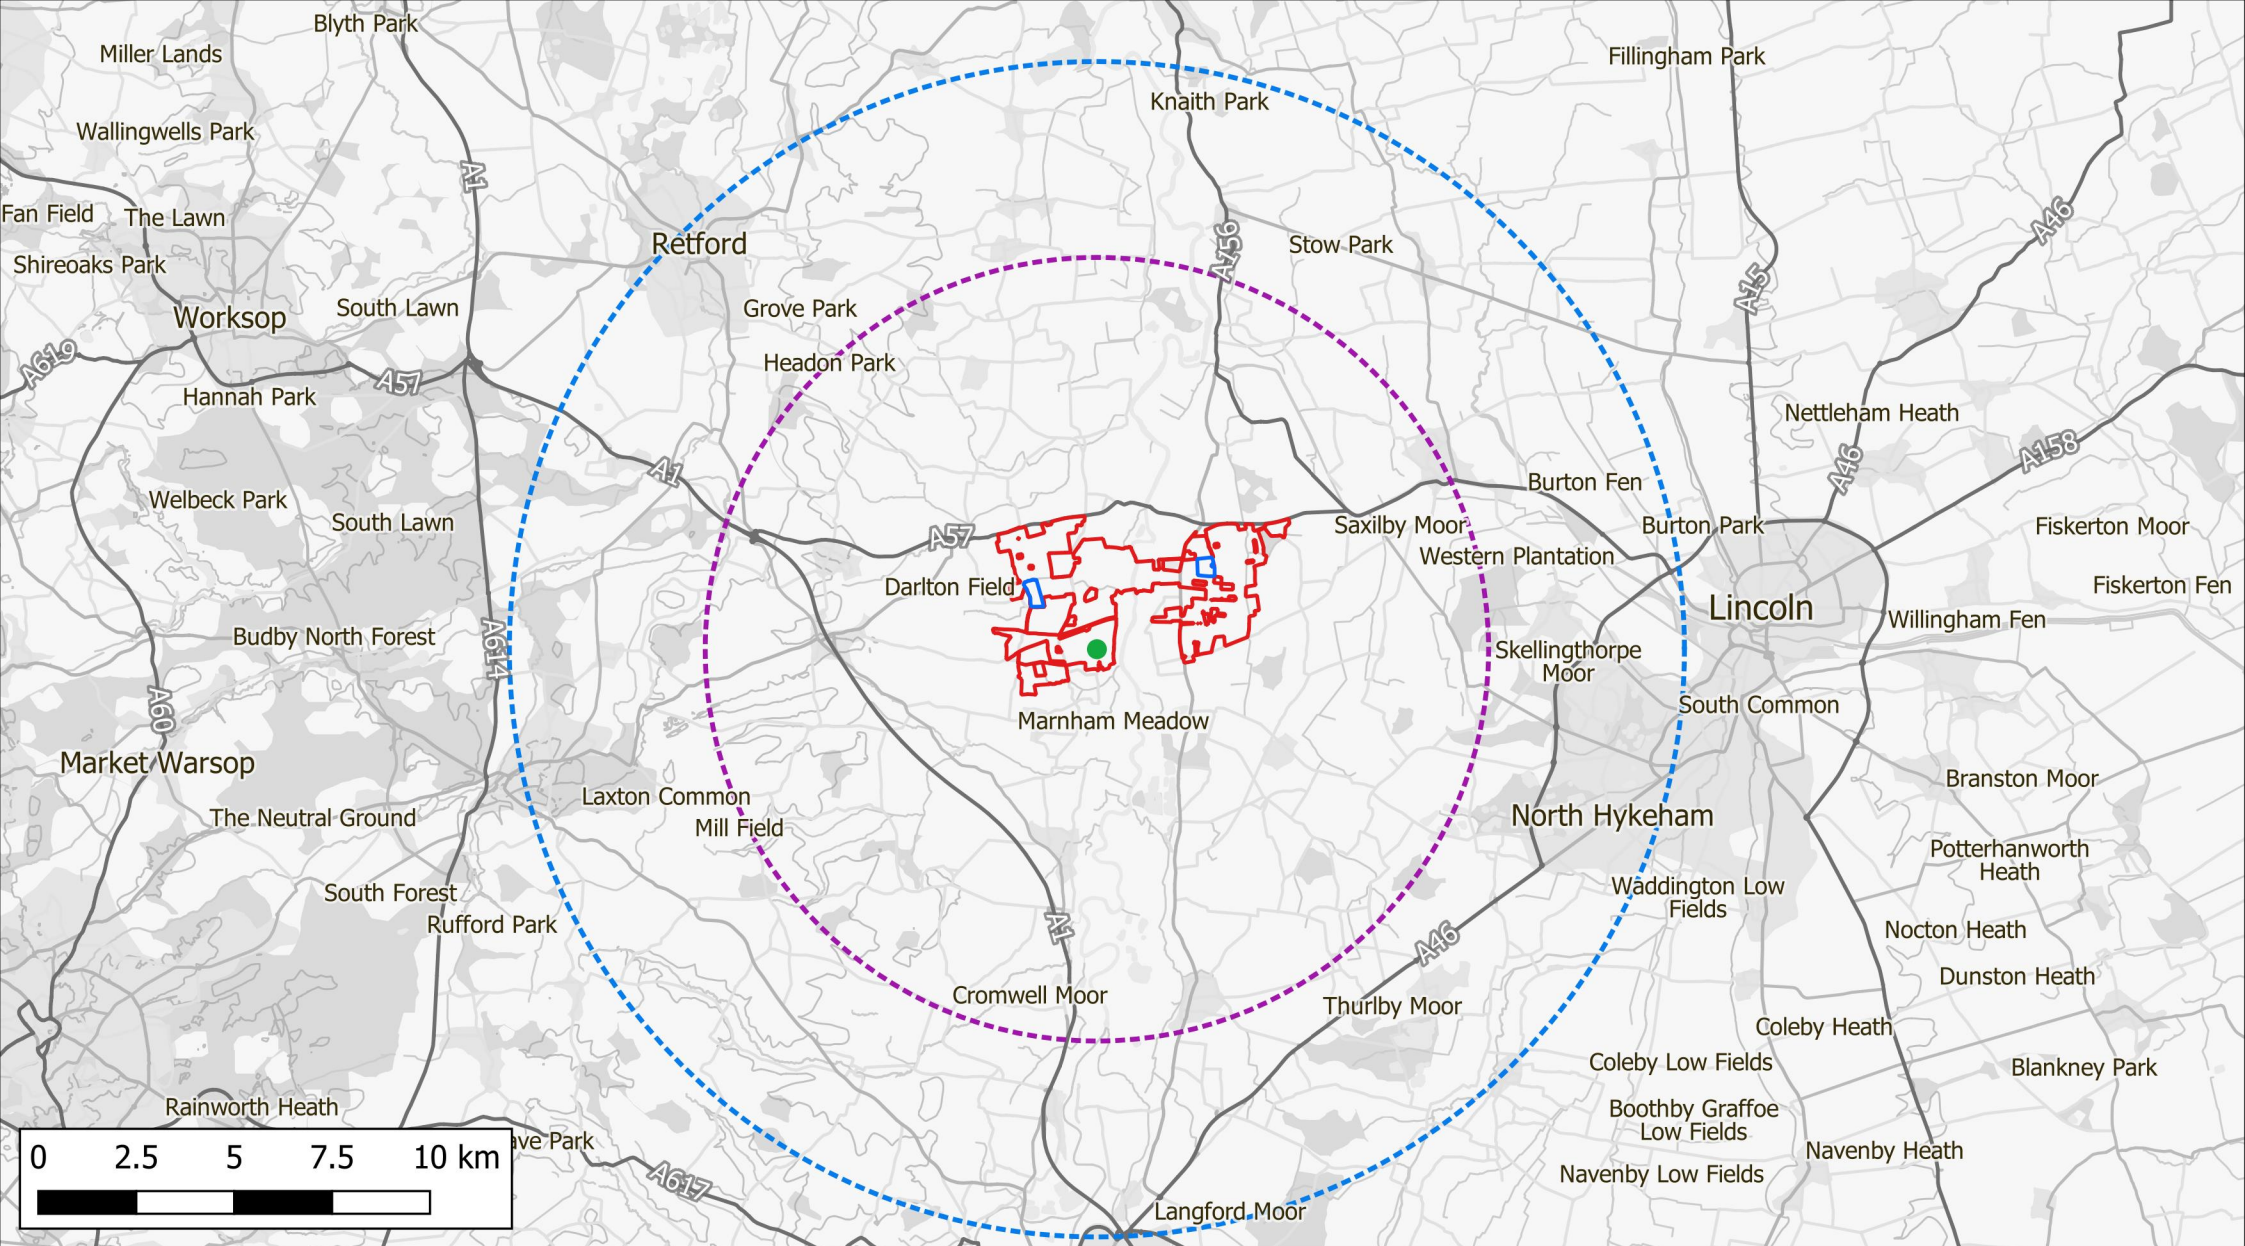 Blyth Park
Miller Lands
Fillingham Park
Knaith Park
Wallingwells Park
A1
Fan Field
The Lawn
A46
Retford
Stow Park
A156
Shireoaks Park
A15
South Lawn
Grove Park
Worksop
A619
Headon Park
A57
Hannah Park
Nettleham Heath
A158
A46
A1
Burton Fen
Welbeck Park
South Lawn
Saxilby Moor
Burton Park
Fiskerton Moor
A57
Western Plantation
Darlton Field
Fiskerton Fen
Lincoln
Willingham Fen
Budby North Forest
A614
Skellingthorpe
Moor
A60
South Common
Marnham Meadow
Market Warsop
Branston Moor
Laxton Common
The Neutral Ground
Mill Field
North Hykeham
Potterhanworth
Heath
Waddington Low
Fields
South Forest
Rufford Park
A1
Nocton Heath
A46
Dunston Heath
Cromwell Moor
Thurlby Moor
Coleby Heath
Coleby Low Fields
Blankney Park
Rainworth Heath
Boothby Graffoe
Low Fields
ave Park
Navenby Heath
0 2.5 5 7.5 10 km
Navenby Low Fields
A617
Langford Moor